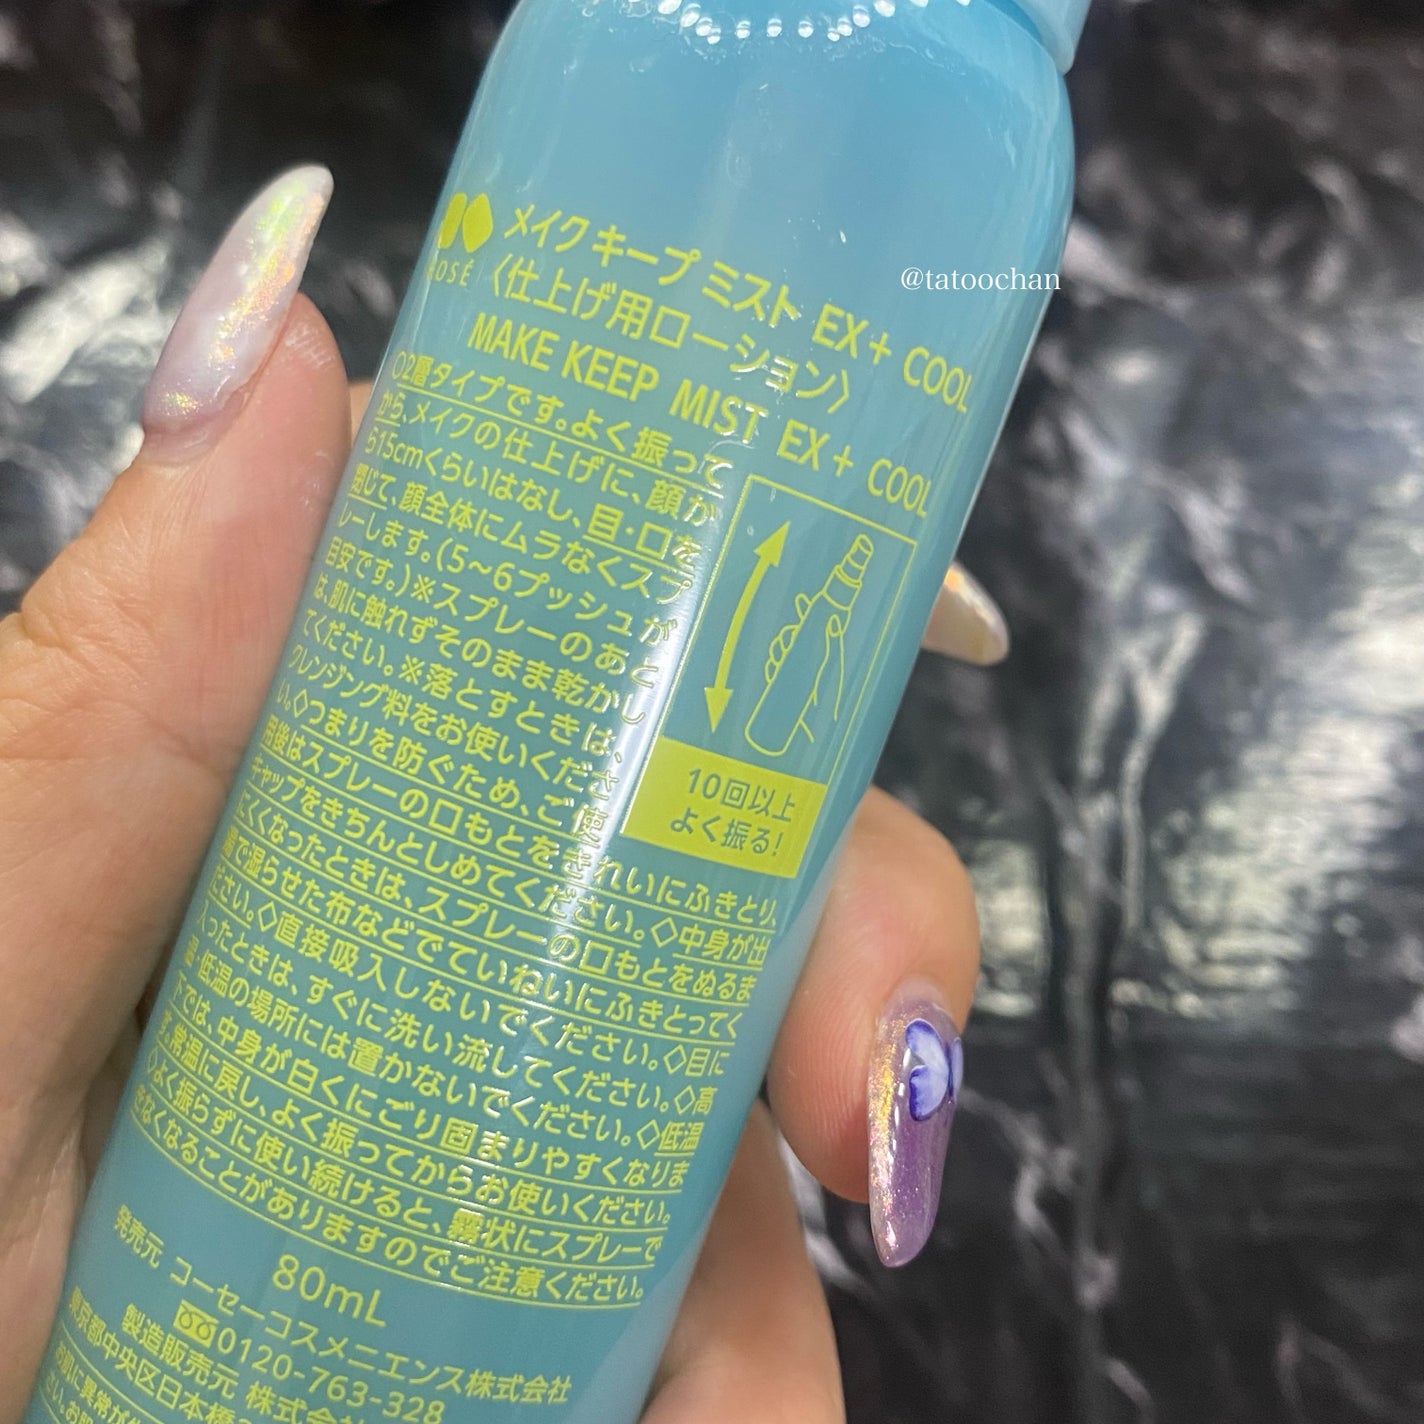 @tatoochan
メイク キープ ミスト EX+ COOL
〈仕上げ用ローション〉
MAKE KEEP MIST EX+ COOL
○2層タイプです。よく振って
から、メイクの仕上げに、顔か
ら15cmくらいはなし、目・口を
閉じて、顔全体にムラなくスプ
レーします。(5~6プッシュが
目安です。)※スプレーのあと
は、肌に触れずそのまま乾かし
てください。※落とすときは、
クレンジング料をお使いくださ
い。◇つまりを防ぐため、ご使
用後はスプレーの口もとをきれいにふきとり、
キャップをきちんとしめてください。◇中身が出
にくくなったときは、スプレーの口もとをぬるま
湯で湿らせた布などでていねいにふきとってく
ださい。◇直接吸入しないでください。◇目に
入ったときは、すぐに洗い流してください。◇高
温・低温の場所には置かないでください。◇低温
下では、中身が白くにごり固まりやすくなりま
す。常温に戻し、よく振ってからお使いください。
◇よく振らずに使い続けると、霧状にスプレーで
きなくなることがありますのでご注意ください。
10回以上
よく振る!
80mL
発売元 コーセーコスメニエンス株式会社
0120-763-328
製造販売元 株式会
東京都中央区日本橋